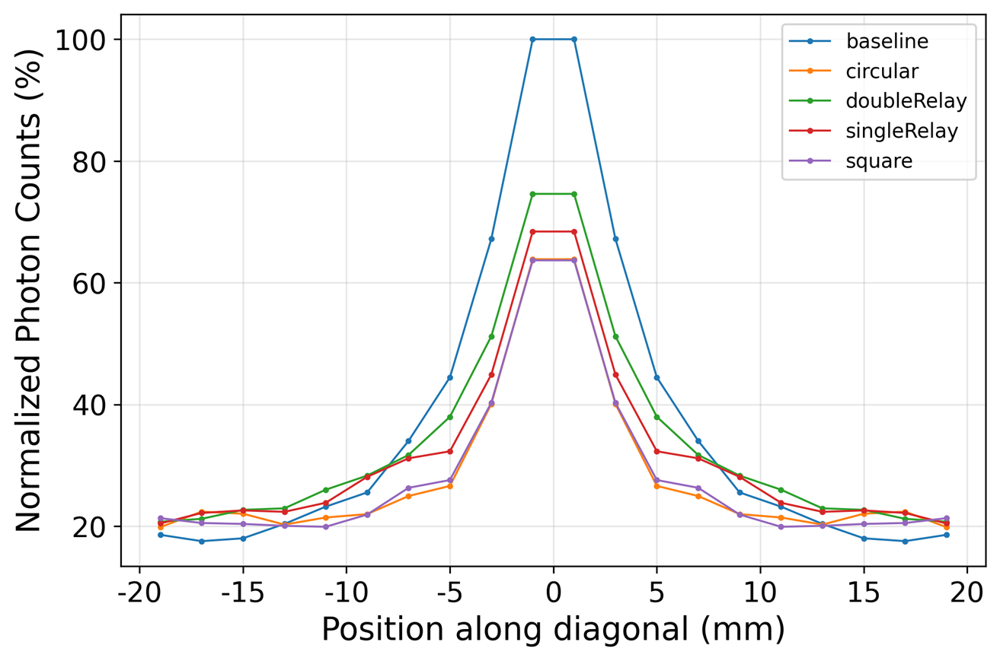 Normalized Photon Counts (%)
100
80
60
40
20
baseline
circular
doubleRelay
singleRelay
square
-20 -15 -10 -5 0 5 10 15 20
Position along diagonal (mm)